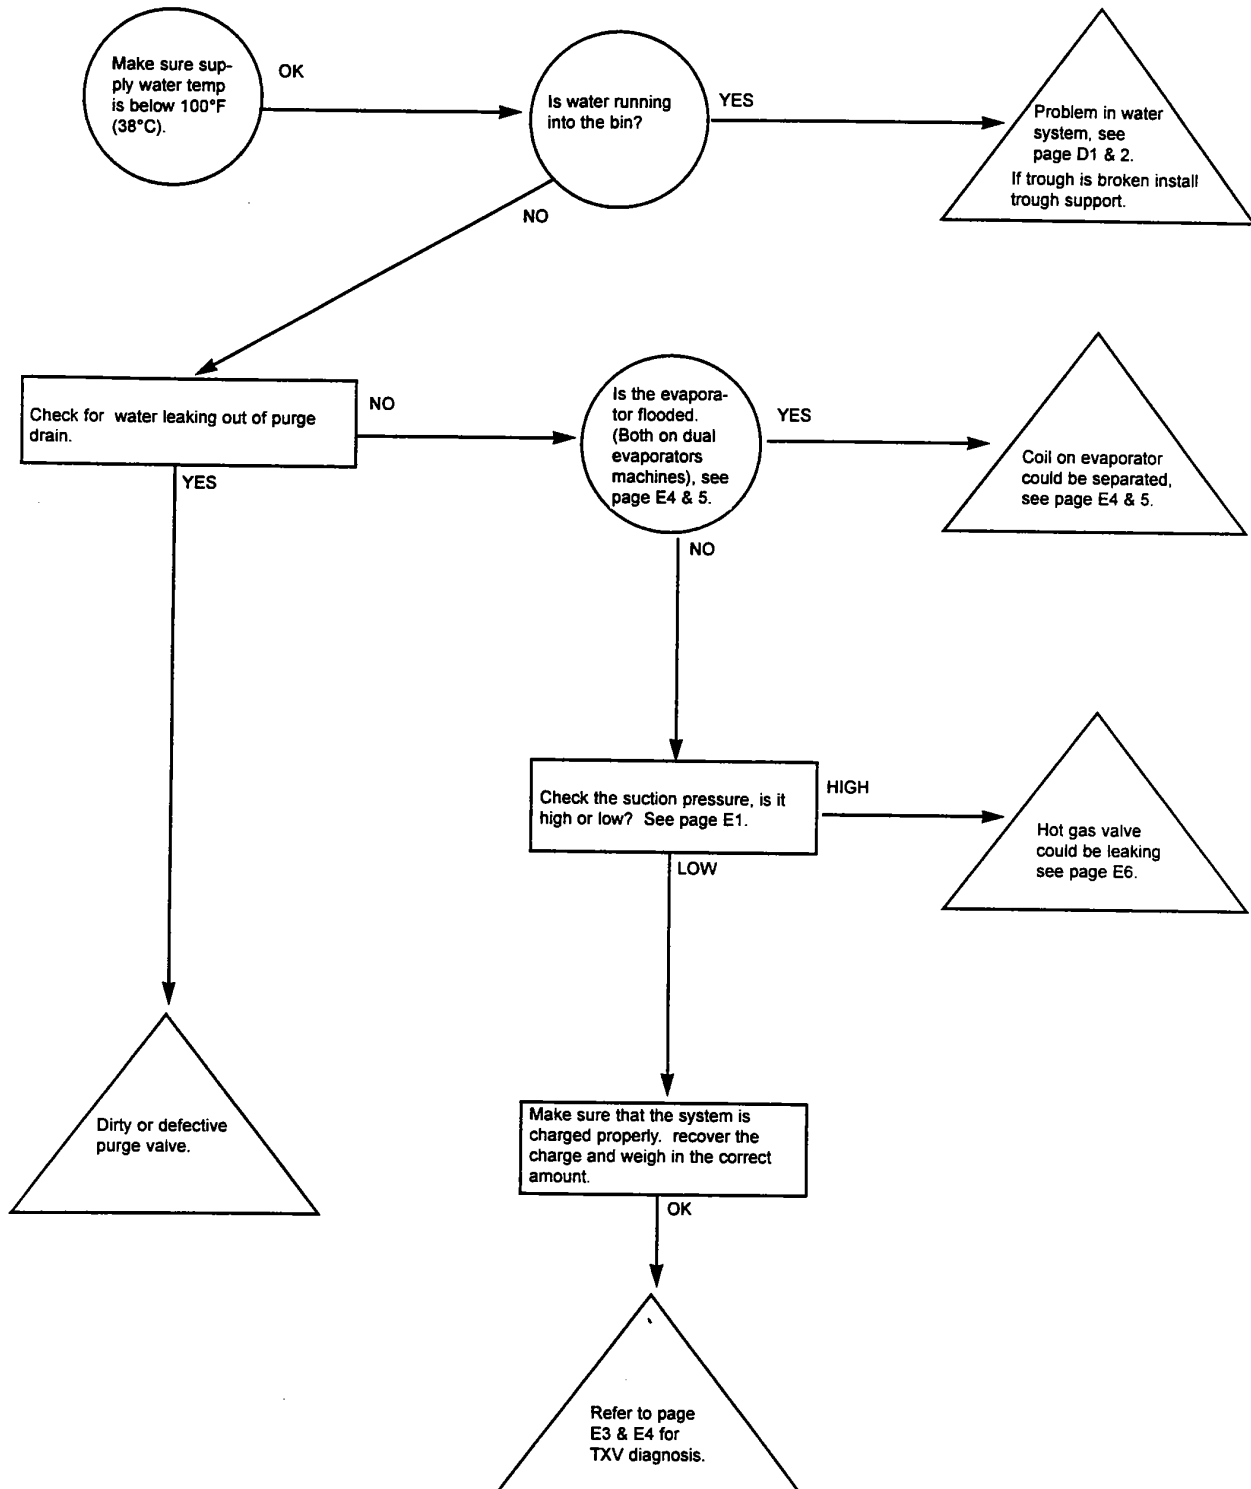 Make sure sup-
ply water temp
is below 100°F
(38°C).
OK
Is water running
into the bin?
YES
Problem in water
system, see
page D1 & 2.
If trough is broken install
trough support.
NO
Check for water leaking out of purge
drain.
NO
Is the evapora-
tor flooded.
(Both on dual
evaporators
machines), see
page E4 & 5.
YES
Coil on evaporator
could be separated,
see page E4 & 5.
YES
NO
Check the suction pressure, is it
high or low? See page E1.
HIGH
Hot gas valve
could be leaking
see page E6.
LOW
Dirty or defective
purge valve.
Make sure that the system is
charged properly. recover the
charge and weigh in the correct
amount.
OK
Refer to page
E3 & E4 for
TXV diagnosis.